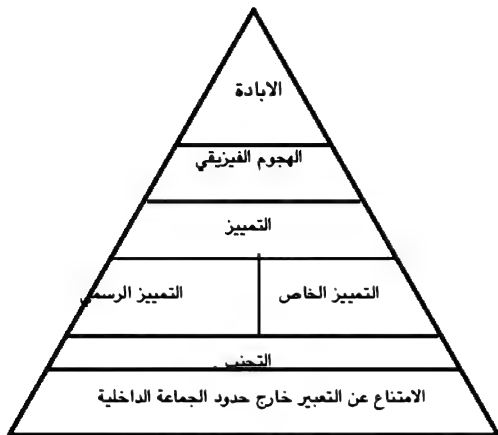 الابادة
الهجوم الفيزيقي
التمييز
التمييز الخاص
التمييز الرسمي
التجنب .
الامتناع عن التعبير خارج حدود الجماعة الداخلية